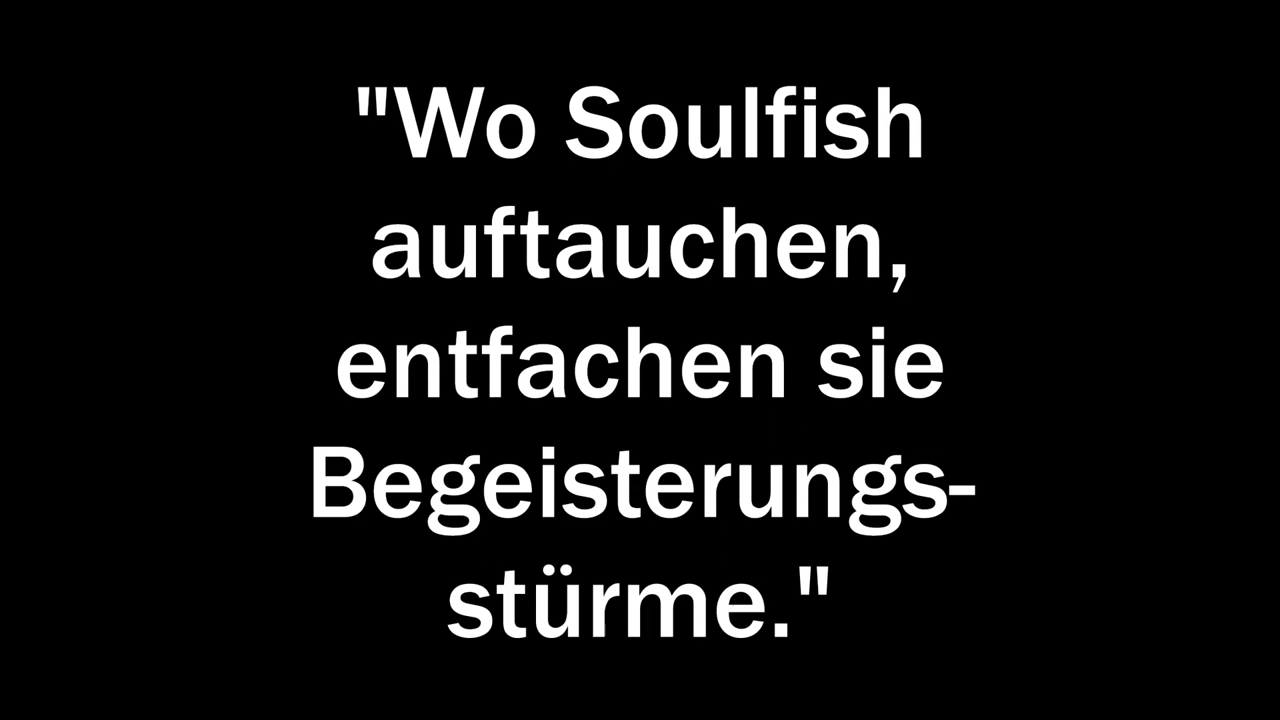 "Wo Soulfish
auftauchen,
entfachen sie
Begeisterungs-
stürme."